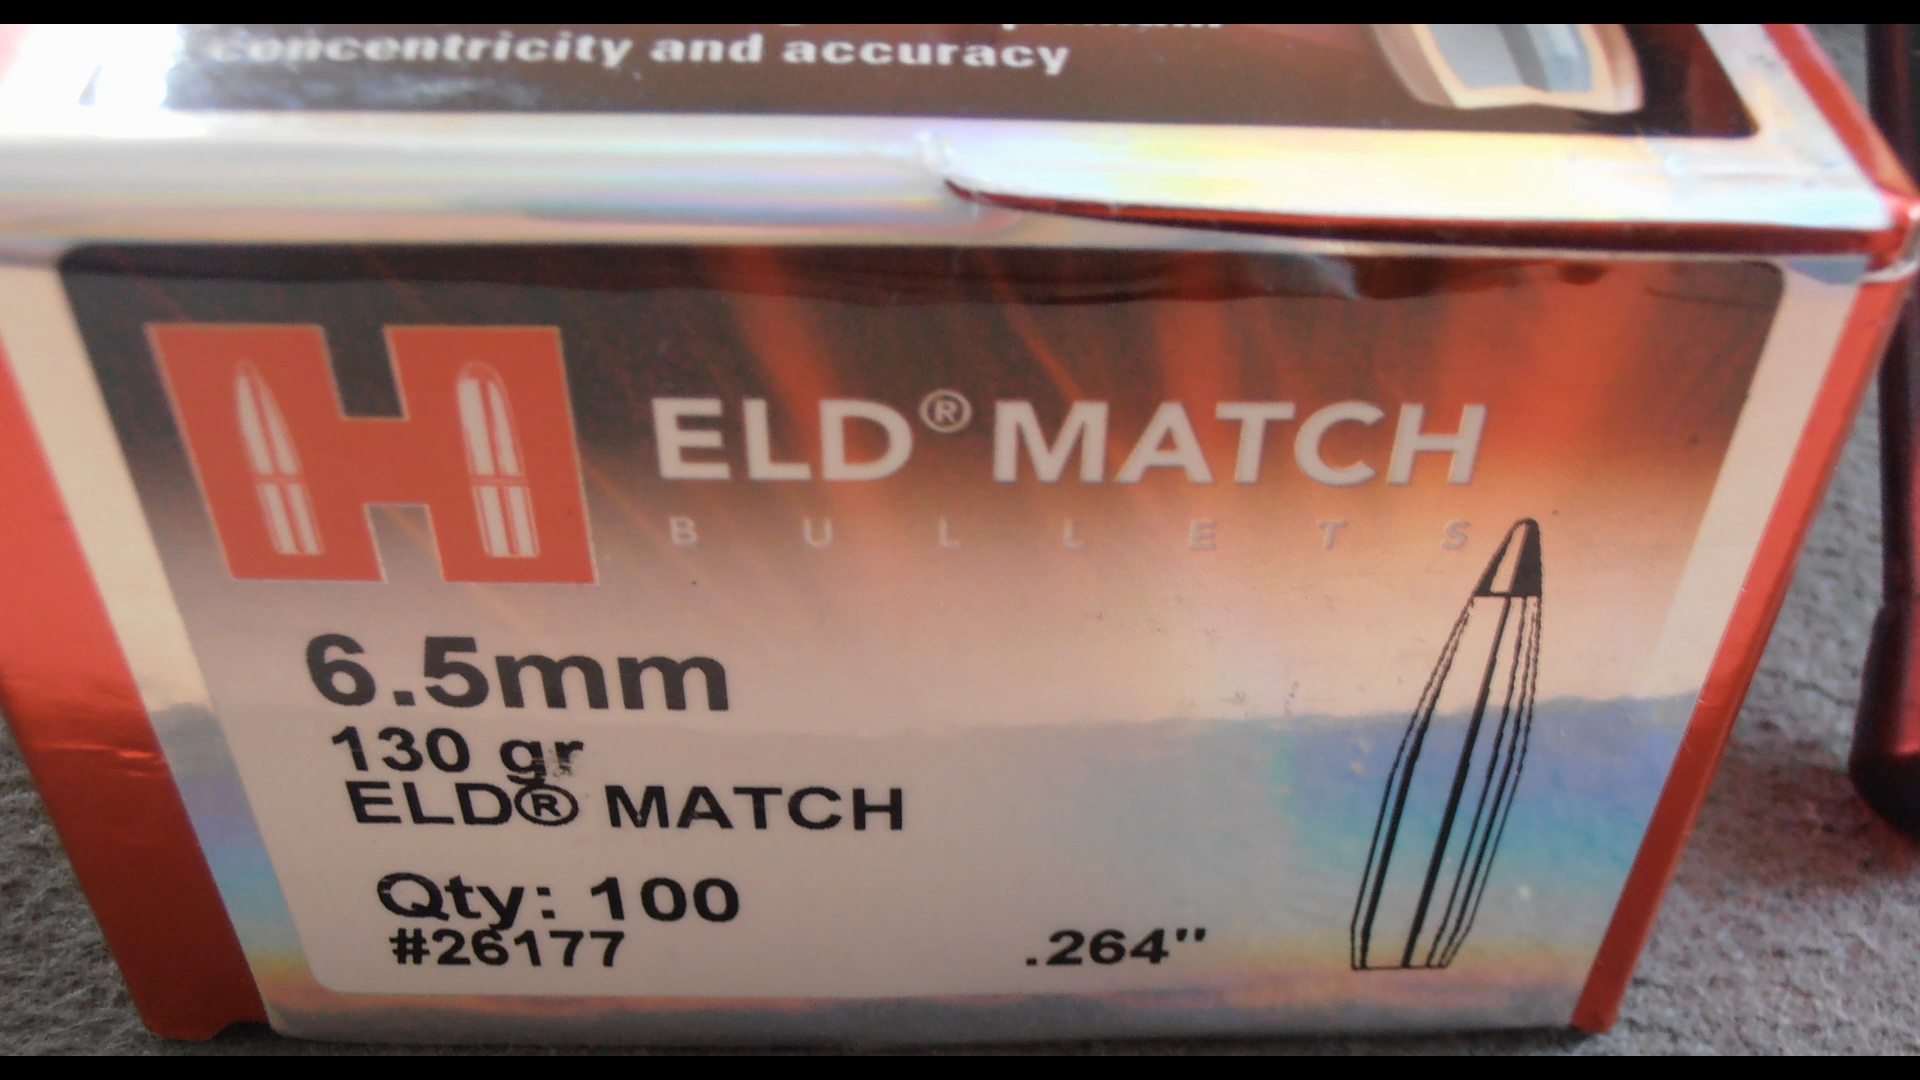 concentricity and accuracy
ELD® MATCH
BULLETS
6.5mm
130 gr
ELD® MATCH
Qty: 100
#26177
.264"